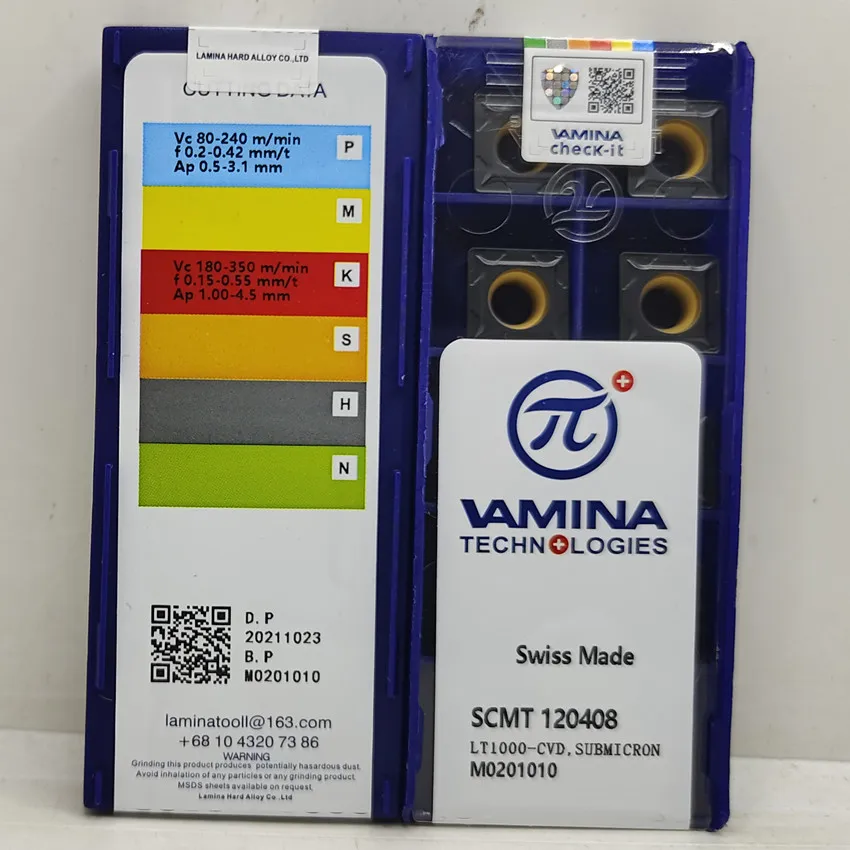 LAMINA HARD ALLOY CO.,LTD
CUTTING DATA
Vc 80-240 m/min
f 0.2-0.42 mm/t
Ap 0.5-3.1 mm
P
M
Vc 180-350 m/min
f 0.15-0.55 mm/t
Ap 1.00-4.5 mm
K
S
H
N
D.P
20211023
B.P
M0201010
laminatooll@163.com
+68 10 4320 73 86
WARNING
Grinding this product produces potentially hazardous dust.
Avoid inhalation of any particles or any grinding product.
MSDS sheets available on request.
Lamina Hard Alloy Co .Ltd
VAMINA
check-it
π
VAMINA
TECHNOLOGIES
Swiss Made
SCMT 120408
LT1000-CVD,SUBMICRON
M0201010